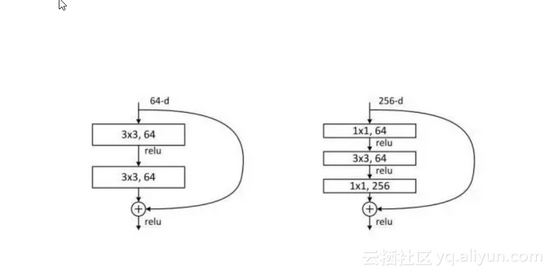 64-d
3x3, 64
relu
3x3, 64
+
relu
256-d
1x1, 64
relu
3x3, 64
relu
1x1, 256
+
relu
云栖社区 yq.aliyun.com